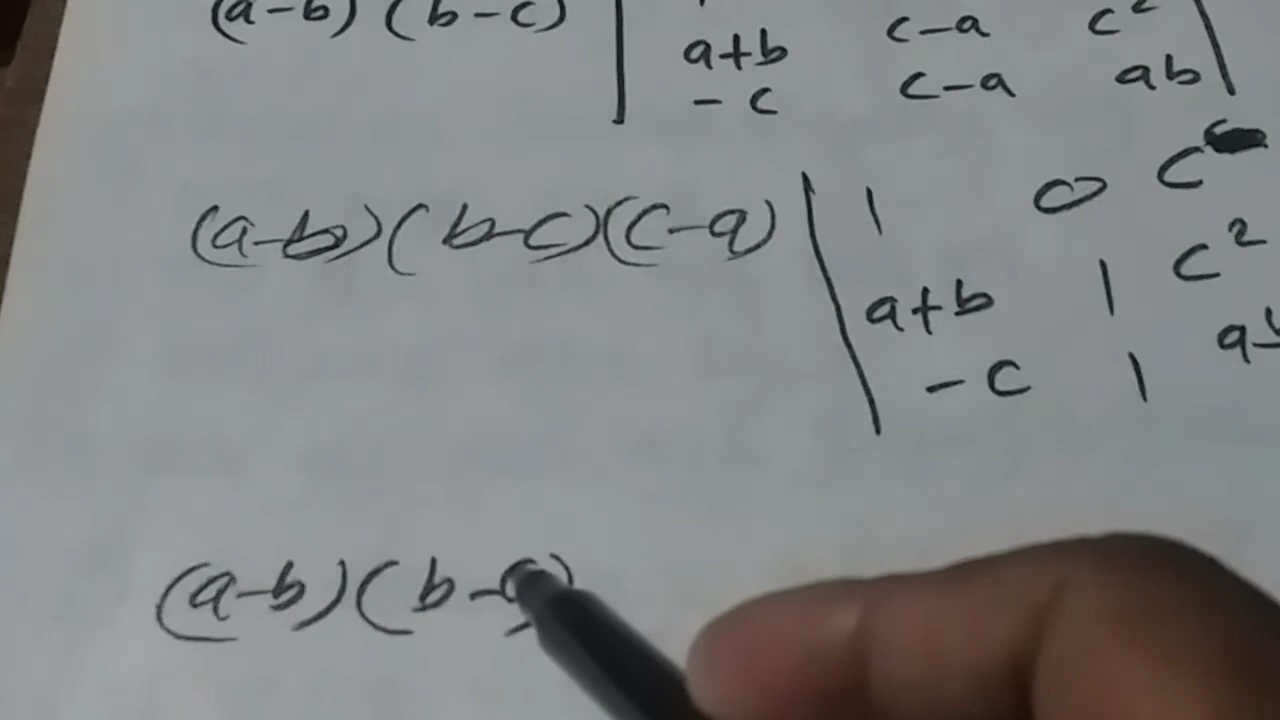 (a-b) (b-c) |
a+b c-a c²
-c c-a ab |
(a-b)(b-c)(c-a) | 1 0 c
a+b 1 c²
-c 1
(a-b)(b-c)